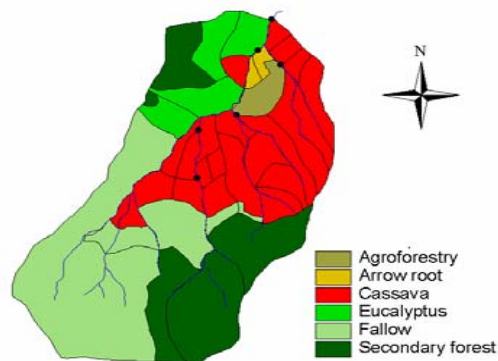 N
Agroforestry
Arrow root
Cassava
Eucalyptus
Fallow
Secondary forest